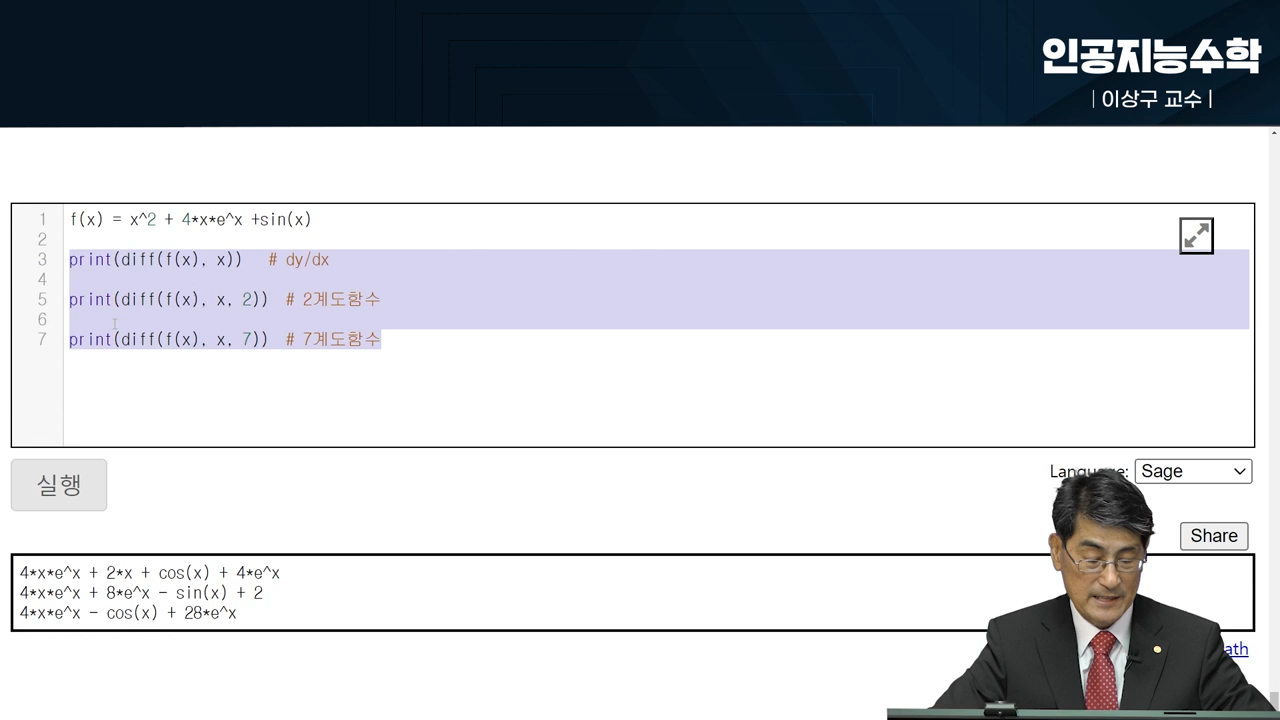 인공지능수학
| 이상구 교수 |
1 f(x) = x^2 + 4*x*e^x +sin(x)
2
3 print(diff(f(x), x)) # dy/dx
4
5 print(diff(f(x), x, 2)) # 2계도함수
6
7 print(diff(f(x), x, 7)) # 7계도함수
실행
Language: Sage
Share
4*x*e^x + 2*x + cos(x) + 4*e^x
4*x*e^x + 8*e^x - sin(x) + 2
4*x*e^x - cos(x) + 28*e^x
ath